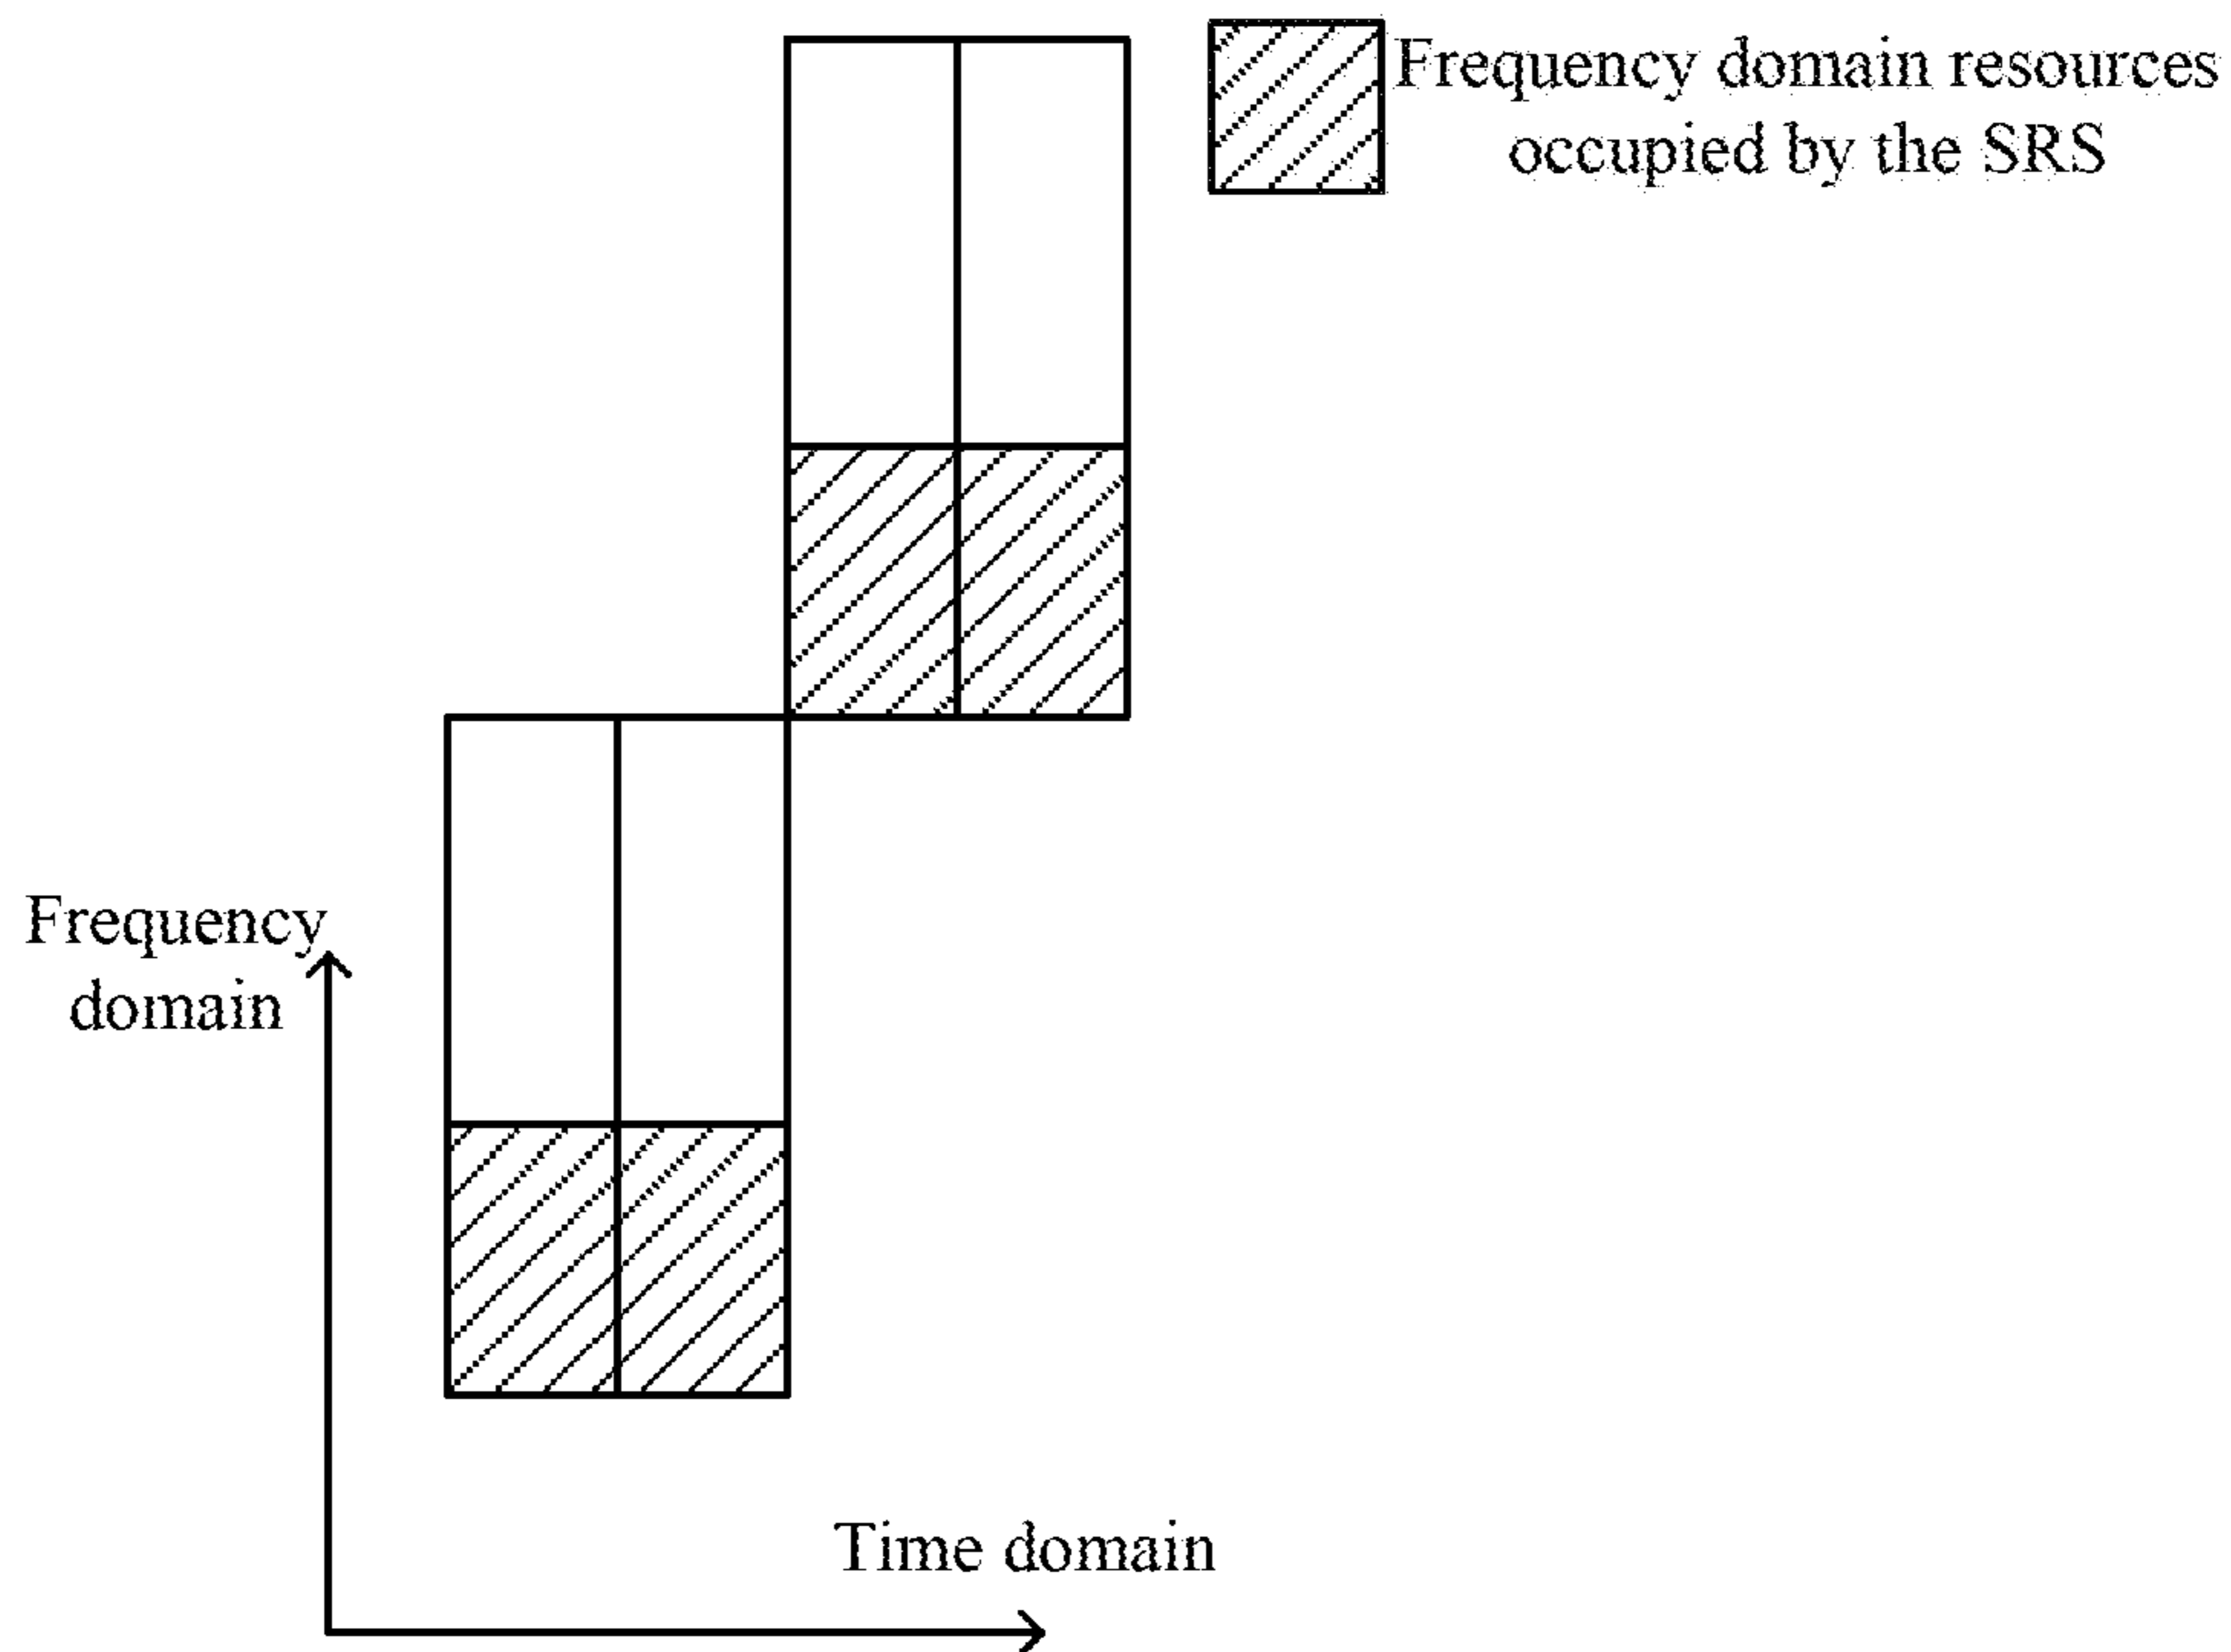 Frequency domain resources
occupied by the SRS
Frequency
domain
Time domain